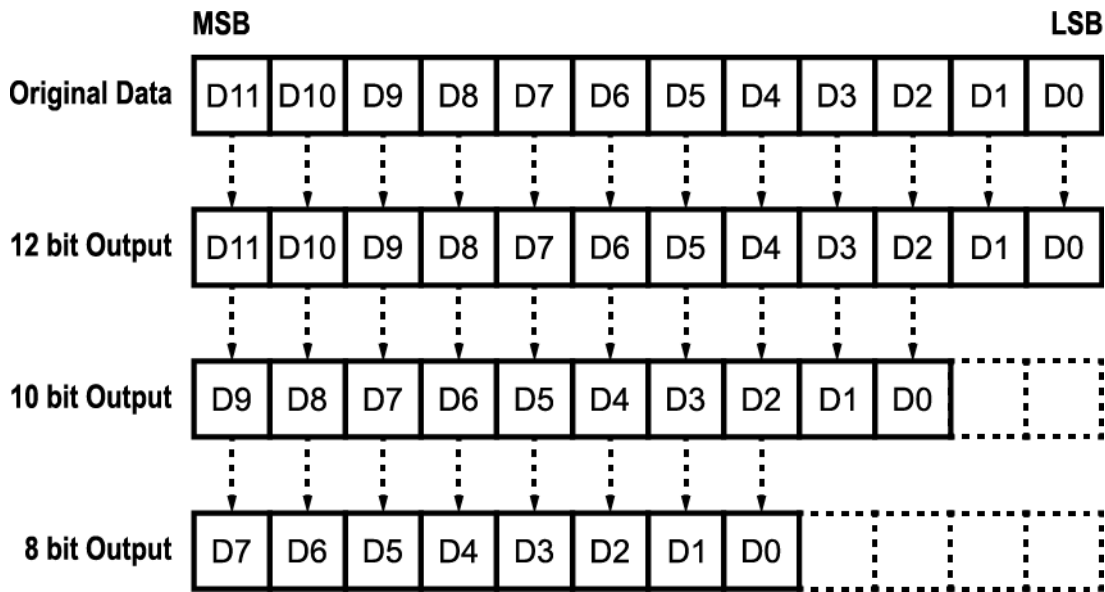 MSB LSB
Original Data D11 D10 D9 D8 D7 D6 D5 D4 D3 D2 D1 D0
12 bit Output D11 D10 D9 D8 D7 D6 D5 D4 D3 D2 D1 D0
10 bit Output D9 D8 D7 D6 D5 D4 D3 D2 D1 D0
8 bit Output D7 D6 D5 D4 D3 D2 D1 D0